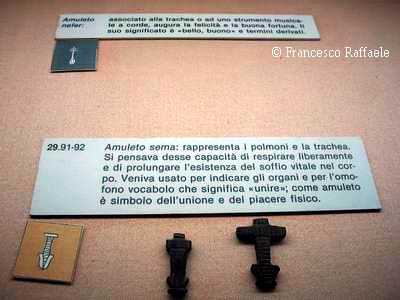 Amuleto nefer: associato alla trachea o ad uno strumento musica-
le a corde, augura la felicità e la buona fortuna. Il
suo significato è «bello, buono» e termini derivati.
© Francesco Raffaele
29.91-92 Amuleto sema: rappresenta i polmoni e la trachea.
Si pensava desse capacità di respirare liberamente
e di prolungare l'esistenza del soffio vitale nel cor-
po. Veniva usato per indicare gli organi e per l'omo-
fono vocabolo che significa «unire»; come amuleto
è simbolo dell'unione e del piacere fisico.